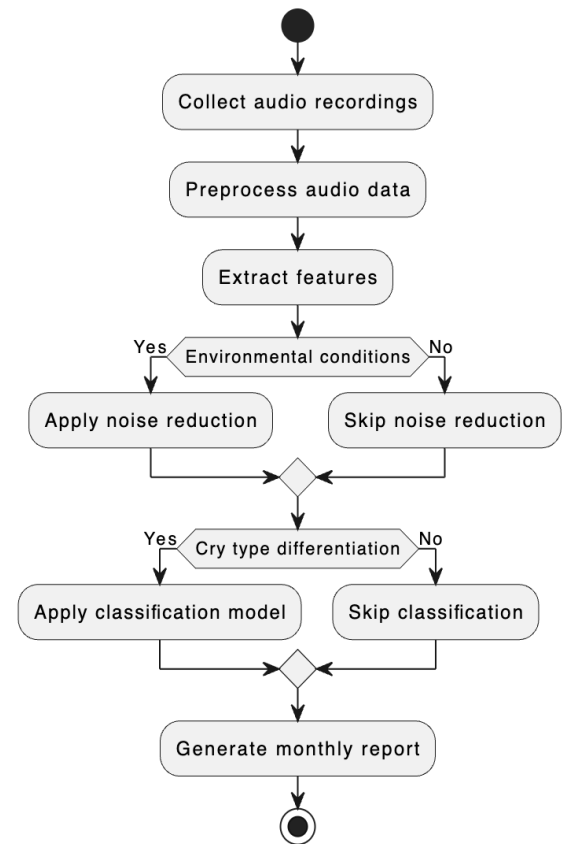 Collect audio recordings
Preprocess audio data
Extract features
Yes
Environmental conditions
No
Apply noise reduction
Skip noise reduction
Yes
Cry type differentiation
No
Apply classification model
Skip classification
Generate monthly report